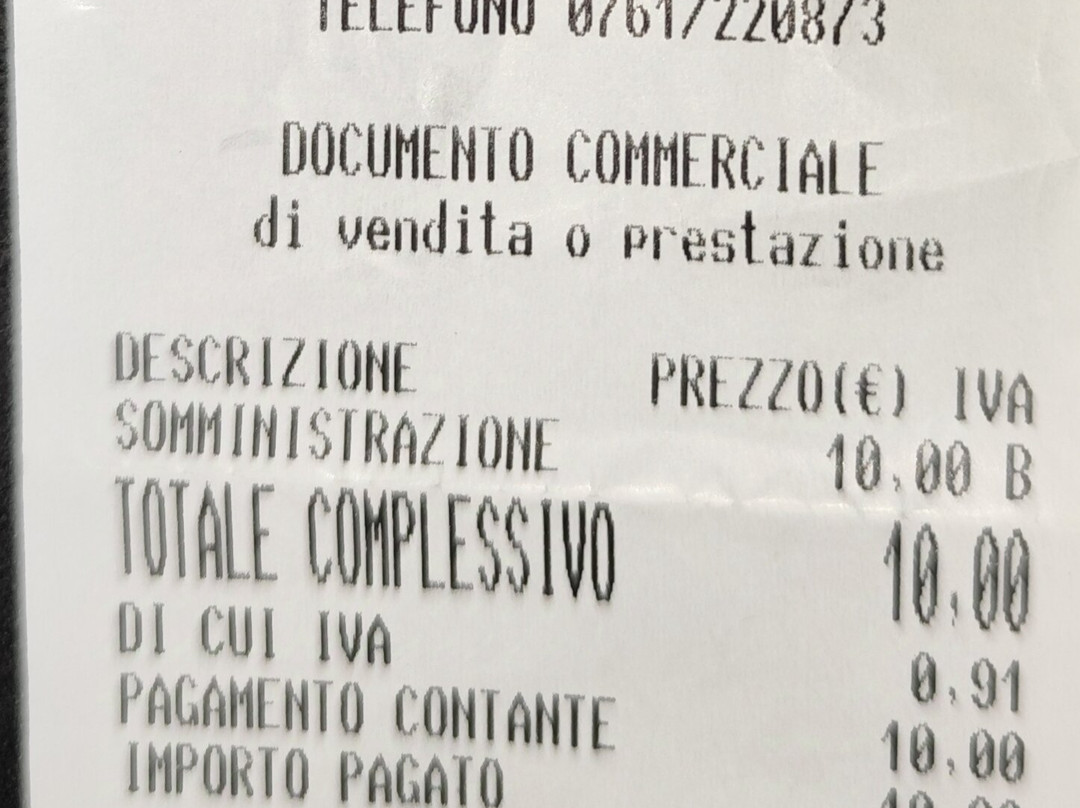 TELEFONO 0761/220873
DOCUMENTO COMMERCIALE
di vendita o prestazione
DESCRIZIONE PREZZO(€) IVA
SOMMINISTRAZIONE 10,00 B
TOTALE COMPLESSIVO 10,00
DI CUI IVA 0,91
PAGAMENTO CONTANTE 10,00
IMPORTO PAGATO